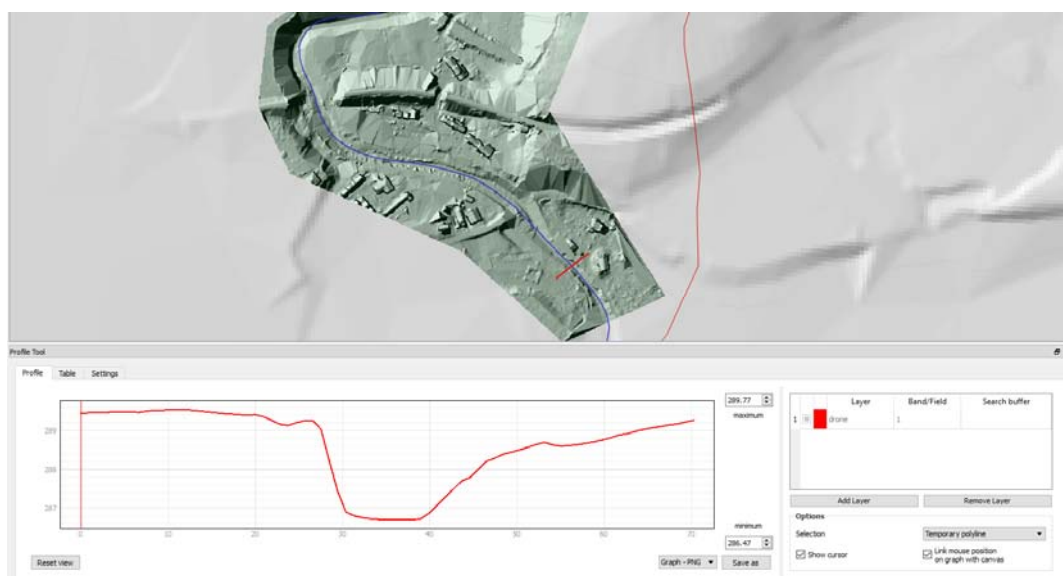 Profile Tool
Profile Table Settings
289.77
maximum
289
288
287
0 10 20 30 40 50 60 70
minimum
286.47
Reset view
Graph - PNG
Save as
Layer Band/Field Search buffer
1 drone 1
Add Layer
Remove Layer
Options
Selection
Temporary polyline
Show cursor
Link mouse position
on graph with canvas